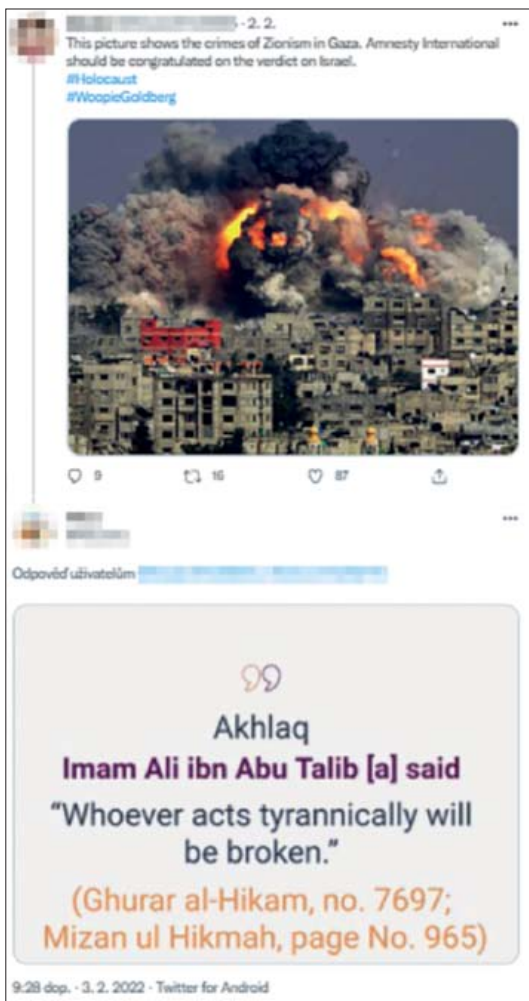 · 2. 2.
This picture shows the crimes of Zionism in Gaza. Amnesty International
should be congratulated on the verdict on Israel.
#Holocaust
#WoopieGoldberg
9 16 87
Odpověď uživatelům
Akhlaq
Imam Ali ibn Abu Talib [a] said
“Whoever acts tyrannically will
be broken.”
(Ghurar al-Hikam, no. 7697;
Mizan ul Hikmah, page No. 965)
9:28 dop. · 3. 2. 2022 · Twitter for Android